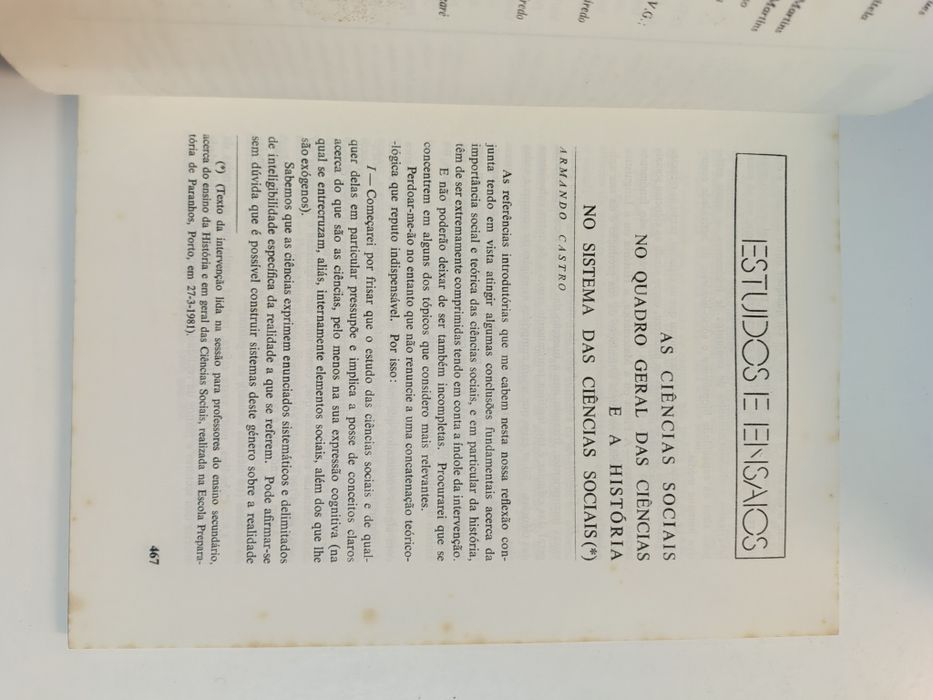 ESTUDOS E ENSAIOS
AS CIÊNCIAS SOCIAIS
NO QUADRO GERAL DAS CIÊNCIAS
E A HISTÓRIA
NO SISTEMA DAS CIÊNCIAS SOCIAIS (*)
ARMANDO CASTRO
As referências introdutórias que me cabem nesta nossa reflexão con-
junta tendo em vista atingir algumas conclusões fundamentais acerca da
importância social e teórica das ciências sociais, e em particular da história,
têm de ser extremamente comprimidas tendo em conta a índole da intervenção.
E não poderão deixar de ser também incompletas. Procurarei que se
concentrem em alguns dos tópicos que considero mais relevantes.
Perdoar-me-ão no entanto que não renuncie a uma concatenação teórico-
-lógica que reputo indispensável. Por isso:
I — Começarei por frisar que o estudo das ciências sociais e de qual-
quer delas em particular pressupõe e implica a posse de conceitos claros
acerca do que são as ciências, pelo menos na sua expressão cognitiva (na
qual se entrecruzam, aliás, internamente elementos sociais, além dos que lhe
são exógenos).
Sabemos que as ciências exprimem enunciados sistemáticos e delimitados
de inteligibilidade específica da realidade a que se referem. Pode afirmar-se
sem dúvida que é possível construir sistemas deste género sobre a realidade
(*) (Texto da intervenção lida na sessão para professores do ensino secundário,
acerca do ensino da História e em geral das Ciências Sociais, realizada na Escola Prepara-
tória de Paranhos, Porto, em 27-3-1981).
467
V.G.:
Martins
Martins